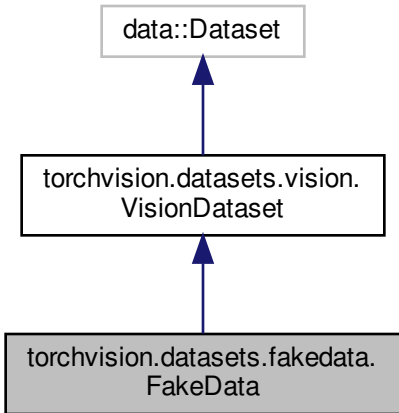 data::Dataset
torchvision.datasets.vision.
VisionDataset
torchvision.datasets.fakedata.
FakeData